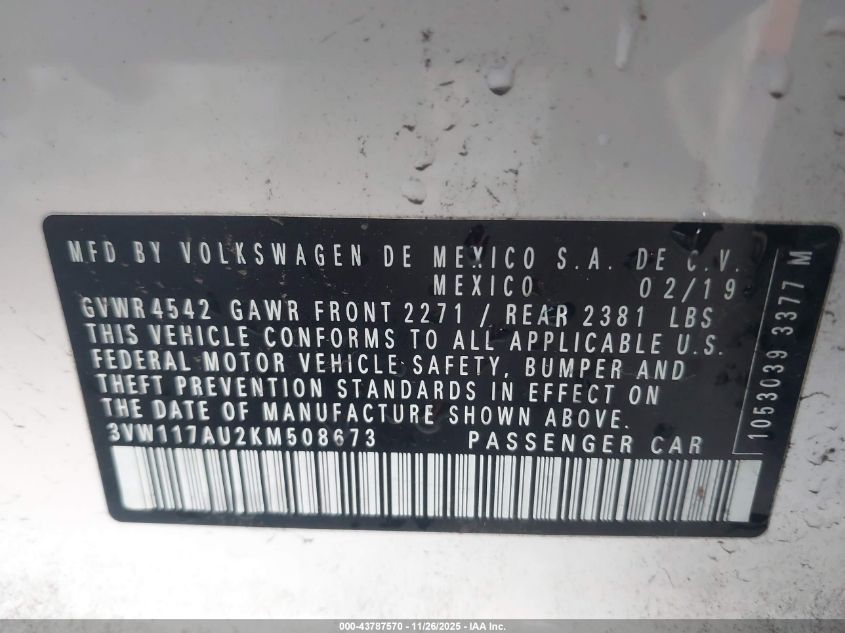 MFD BY VOLKSWAGEN DE MEXICO S.A. DE C.V.
MEXICO 02/19
GVWR4542 GAWR FRONT 2271 / REAR 2381 LBS
THIS VEHICLE CONFORMS TO ALL APPLICABLE U.S.
FEDERAL MOTOR VEHICLE SAFETY, BUMPER AND
THEFT PREVENTION STANDARDS IN EFFECT ON
THE DATE OF MANUFACTURE SHOWN ABOVE.
3VW117AU2KM508673 PASSENGER CAR
1053039 3377 M
000-43787570 - 11/26/2025 - IAA Inc.